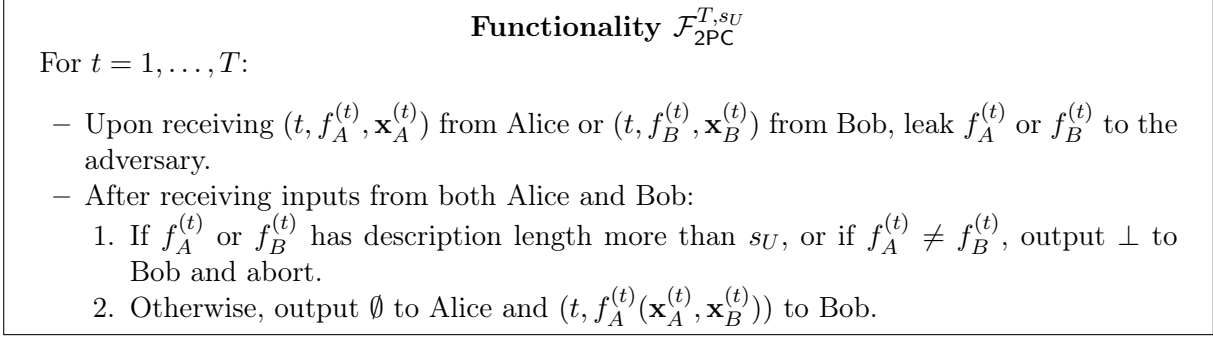 Functionality $\mathcal{F}_{\mathsf{2PC}}^{T,s_U}$
For $t = 1, \ldots, T$:
– Upon receiving $(t, f_A^{(t)}, \mathbf{x}_A^{(t)})$ from Alice or $(t, f_B^{(t)}, \mathbf{x}_B^{(t)})$ from Bob, leak $f_A^{(t)}$ or $f_B^{(t)}$ to the
adversary.
– After receiving inputs from both Alice and Bob:
1. If $f_A^{(t)}$ or $f_B^{(t)}$ has description length more than $s_U$, or if $f_A^{(t)} \neq f_B^{(t)}$, output $\bot$ to
Bob and abort.
2. Otherwise, output $\emptyset$ to Alice and $(t, f_A^{(t)}(\mathbf{x}_A^{(t)}, \mathbf{x}_B^{(t)}))$ to Bob.